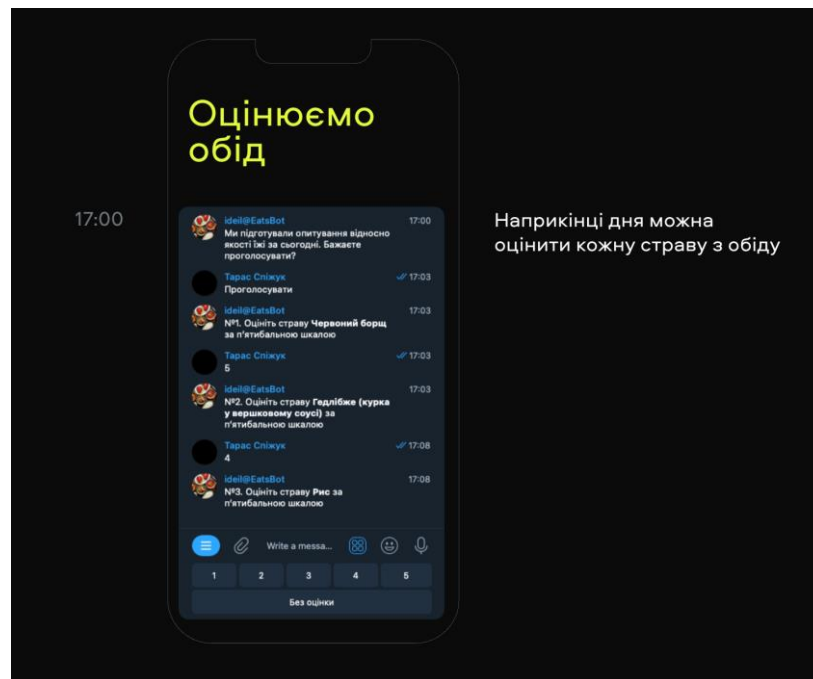 Оцінюємо
обід
17:00
ideil@EatsBot 17:00
Ми підготували опитування відносно
якості їжі за сьогодні. Бажаєте
проголосувати?
Тарас Спіжук 17:03
Проголосувати
ideil@EatsBot 17:03
№1. Оцініть страву Червоний борщ
за п'ятибальною шкалою
Тарас Спіжук 17:03
5
ideil@EatsBot 17:03
№2. Оцініть страву Гедлібже (курка
у вершковому соусі) за
п'ятибальною шкалою
Тарас Спіжук 17:08
4
ideil@EatsBot 17:08
№3. Оцініть страву Рис за
п'ятибальною шкалою
Write a messa...
1 2 3 4 5
Без оцінки
Наприкінці дня можна
оцінити кожну страву з обіду